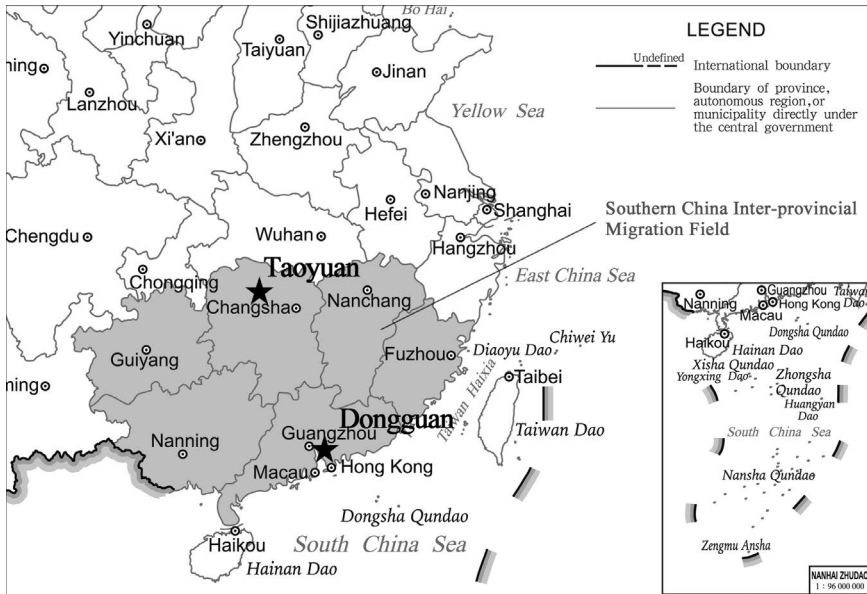 Bo Hai
Yinchuan
Shijiazhuang
Taiyuan
ning
Jinan
Lanzhou
Yellow Sea
Xi'an
Zhengzhou
Nanjing
Hefei
Shanghai
Chengdu
Wuhan
Hangzhou
Chongqing
Taoyuan
East China Sea
Changsha
Nanchang
Guiyang
Fuzhou
Diaoyu Dao
Chiwei Yu
ming
Taibei
Taiwan Haixia
Dongguan
Taiwan Dao
Guangzhou
Nanning
Macau
Hong Kong
Dongsha Qundao
Haikou
South China Sea
Hainan Dao
LEGEND
Undefined
International boundary
Boundary of province,
autonomous region,or
municipality directly under
the central government
Southern China Inter-provincial
Migration Field
Guangzhou
Taiwan
Nanning
Hong Kong
Dao
Macau
Dongsha Qundao
Haikou
Hainan Dao
Xisha Qundao
Yongxing Dao
Zhongsha
Qundao
Huangyan
Dao
South China Sea
Nansha Qundao
Zengmu Ansha
NANHAI ZHUDAO
1 : 96 000 000